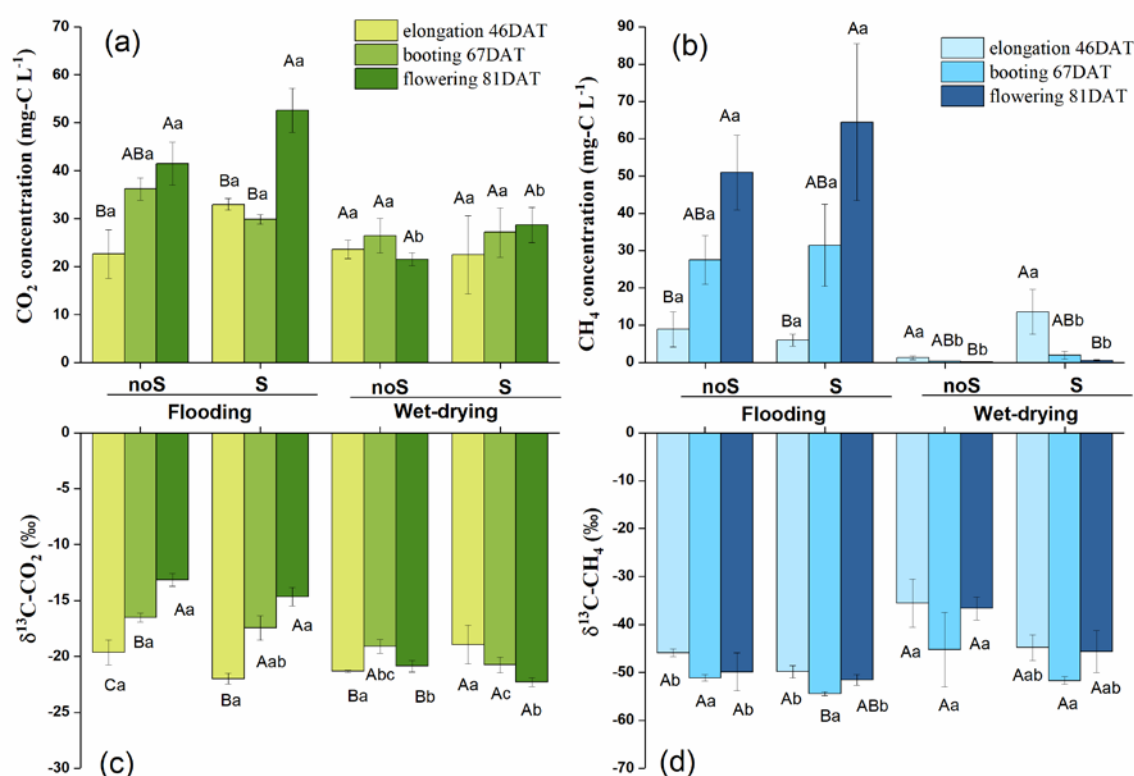 (a)
elongation 46DAT
booting 67DAT
flowering 81DAT
CO₂ concentration (mg-C L⁻¹)
70
60
50
40
30
20
10
0
Ba
ABa
Aa
Ba
Ba
Aa
Aa
Aa
Ab
Aa
Aa
Ab
noS
S
noS
S
Flooding
Wet-drying
(b)
elongation 46DAT
booting 67DAT
flowering 81DAT
CH₄ concentration (mg-C L⁻¹)
90
80
70
60
50
40
30
20
10
0
Ba
ABa
Aa
Ba
ABa
Aa
Aa
ABb
Bb
Aa
ABb
Bb
noS
S
noS
S
Flooding
Wet-drying
δ¹³C-CO₂ (‰)
0
-5
-10
-15
-20
-25
-30
Ca
Ba
Aa
Ba
Aab
Aa
Ba
Abc
Bb
Aa
Ac
Ab
(c)
δ¹³C-CH₄ (‰)
0
-10
-20
-30
-40
-50
-60
-70
Ab
Aa
Ab
Ab
Ba
ABb
Aa
Aa
Aa
Aab
Aa
Aab
(d)